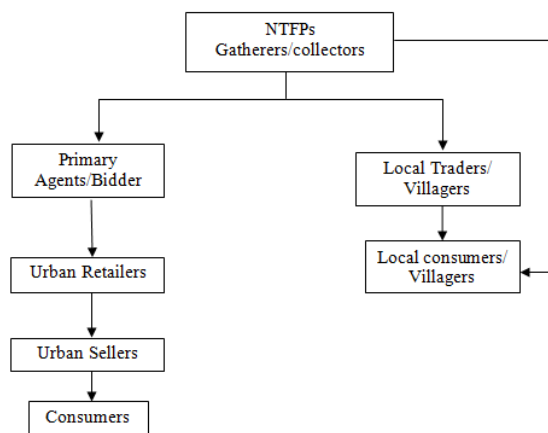 NTFPs
Gatherers/collectors
Primary
Agents/Bidder
Local Traders/
Villagers
Urban Retailers
Local consumers/
Villagers
Urban Sellers
Consumers